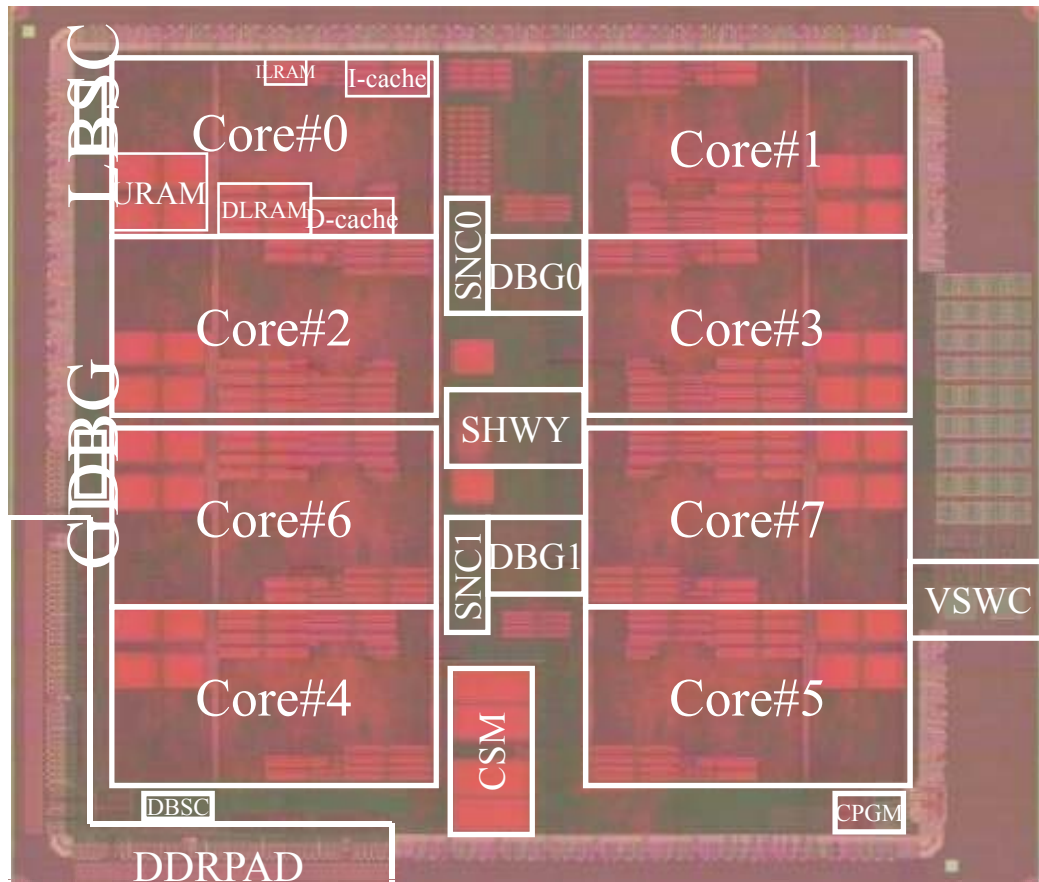 LBSC
ILRAM
I-cache
Core#0
Core#1
URAM
DLRAM
D-cache
SNC0
DBG0
Core#2
Core#3
GDBG
SHWY
Core#6
Core#7
SNC1
DBG1
VSWC
Core#4
Core#5
CSM
DBSC
CPGM
DDRPAD